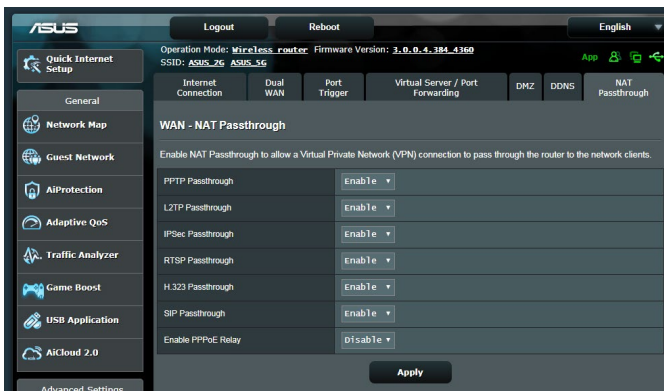 ASUS
Logout
Reboot
English
Quick Internet
Setup
Operation Mode: Wireless router Firmware Version: 3.0.0.4.384_4360
SSID: ASUS_2G ASUS_5G
App
General
Network Map
Guest Network
AiProtection
Adaptive QoS
Traffic Analyzer
Game Boost
USB Application
AiCloud 2.0
Advanced Settings
Internet
Connection
Dual
WAN
Port
Trigger
Virtual Server / Port
Forwarding
DMZ
DDNS
NAT
Passthrough
WAN - NAT Passthrough
Enable NAT Passthrough to allow a Virtual Private Network (VPN) connection to pass through the router to the network clients.
PPTP Passthrough Enable
L2TP Passthrough Enable
IPSec Passthrough Enable
RTSP Passthrough Enable
H.323 Passthrough Enable
SIP Passthrough Enable
Enable PPPoE Relay Disable
Apply